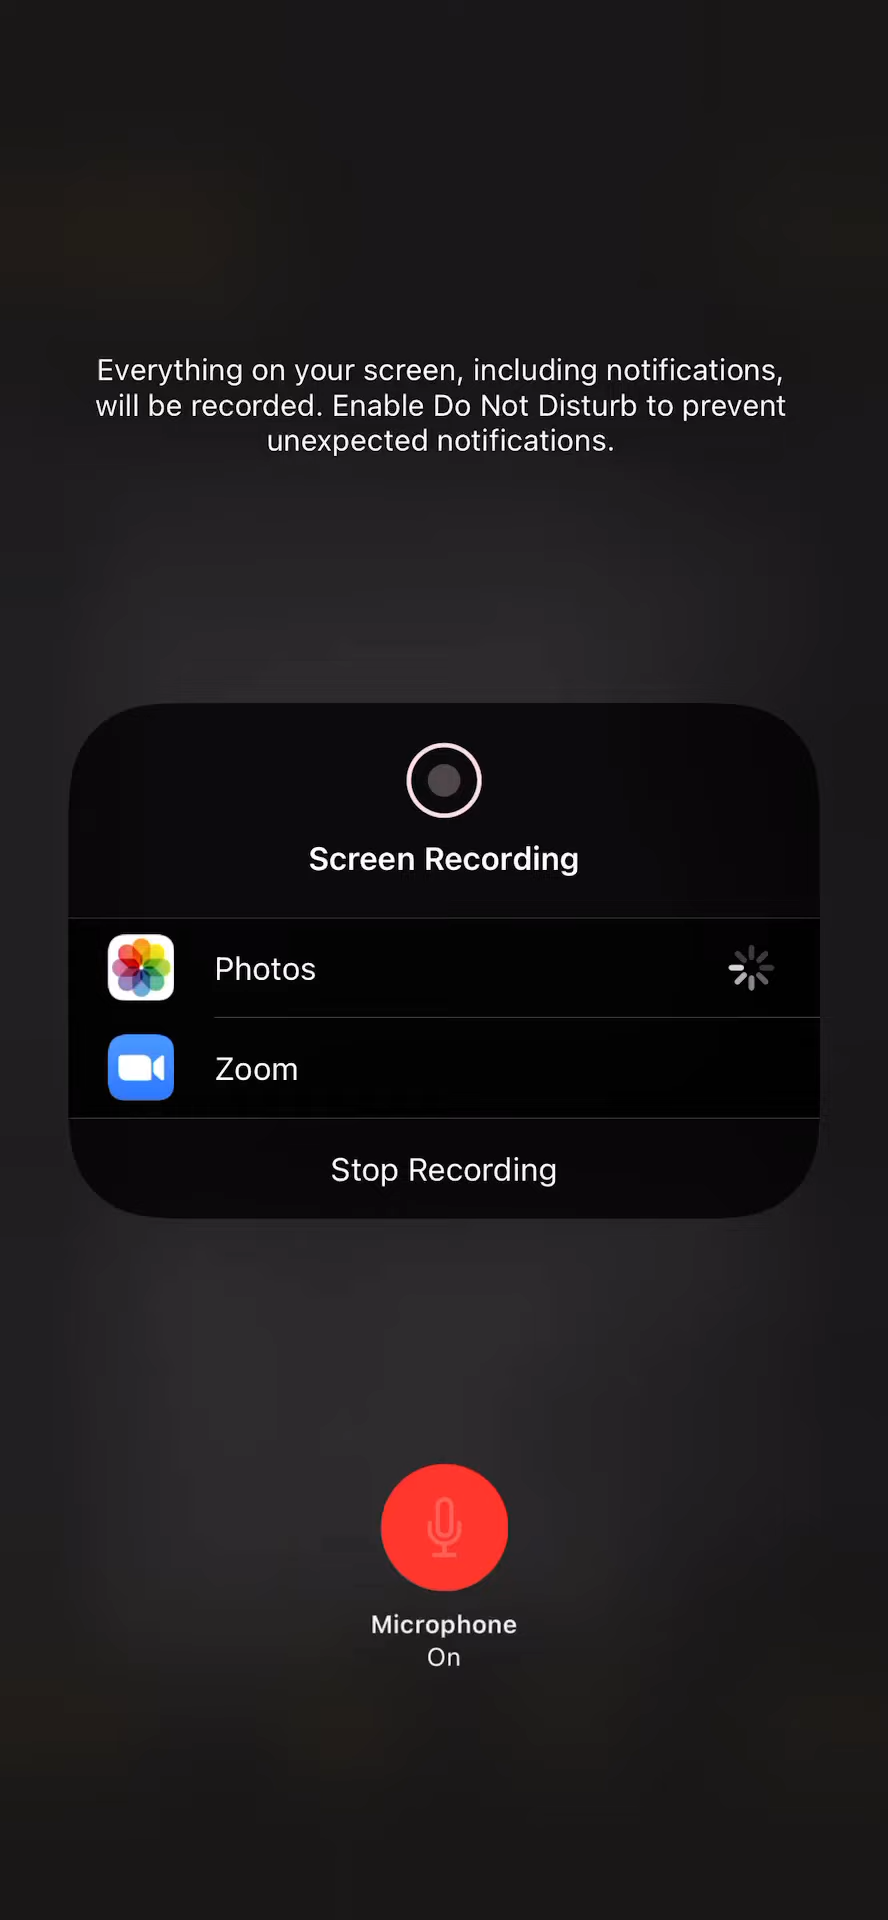 Everything on your screen, including notifications,
will be recorded. Enable Do Not Disturb to prevent
unexpected notifications.
Screen Recording
Photos
Zoom
Stop Recording
Microphone
On